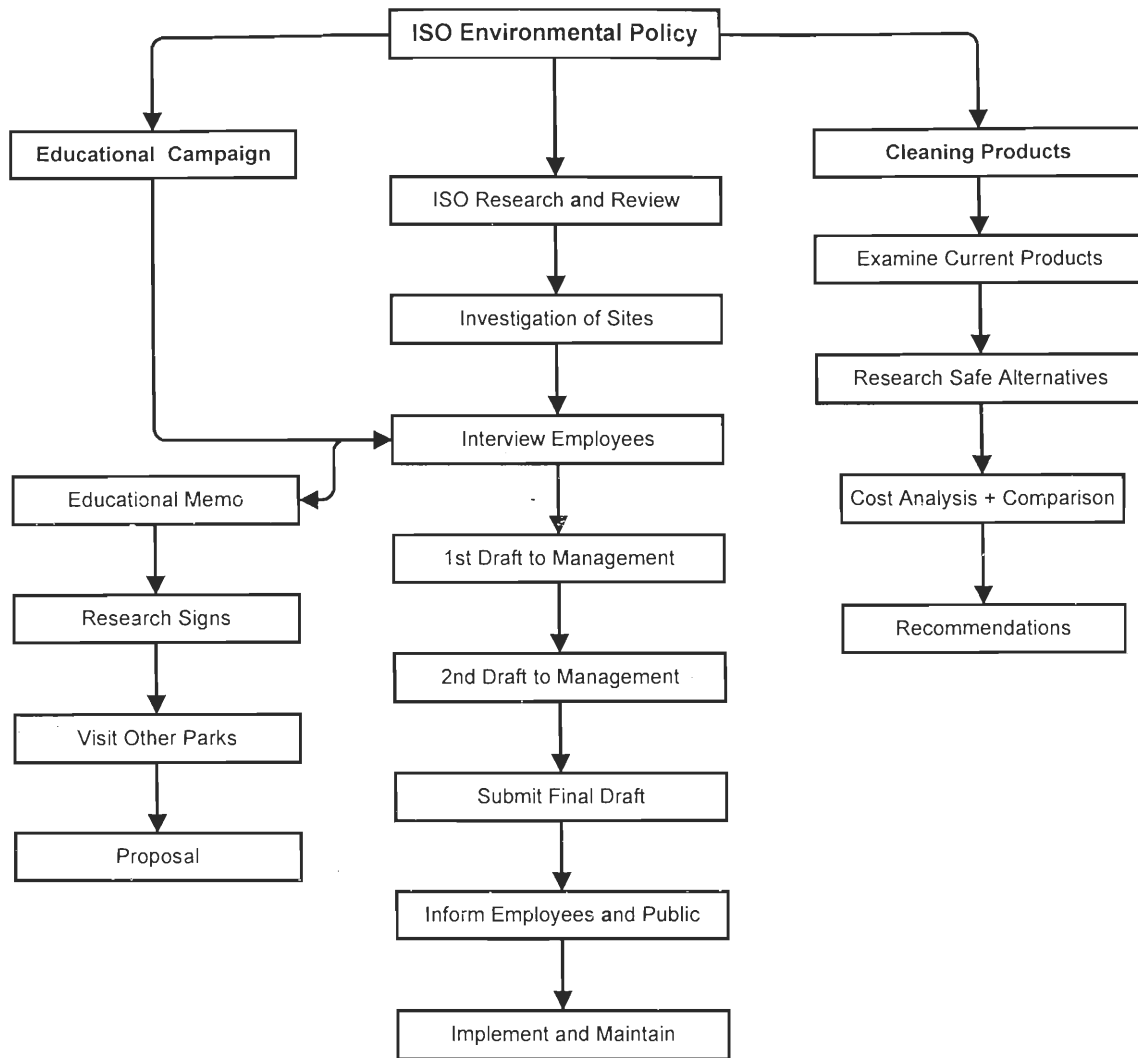 ISO Environmental Policy
Educational Campaign
Cleaning Products
ISO Research and Review
Examine Current Products
Investigation of Sites
Research Safe Alternatives
Interview Employees
Educational Memo
Cost Analysis + Comparison
1st Draft to Management
Research Signs
Recommendations
2nd Draft to Management
Visit Other Parks
Submit Final Draft
Proposal
Inform Employees and Public
Implement and Maintain